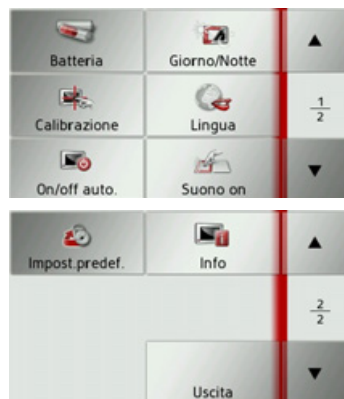 Batteria
Giorno/Notte
Calibrazione
Lingua
1
2
On/off auto.
Suono on
Impost.predef.
Info
2
2
Uscita